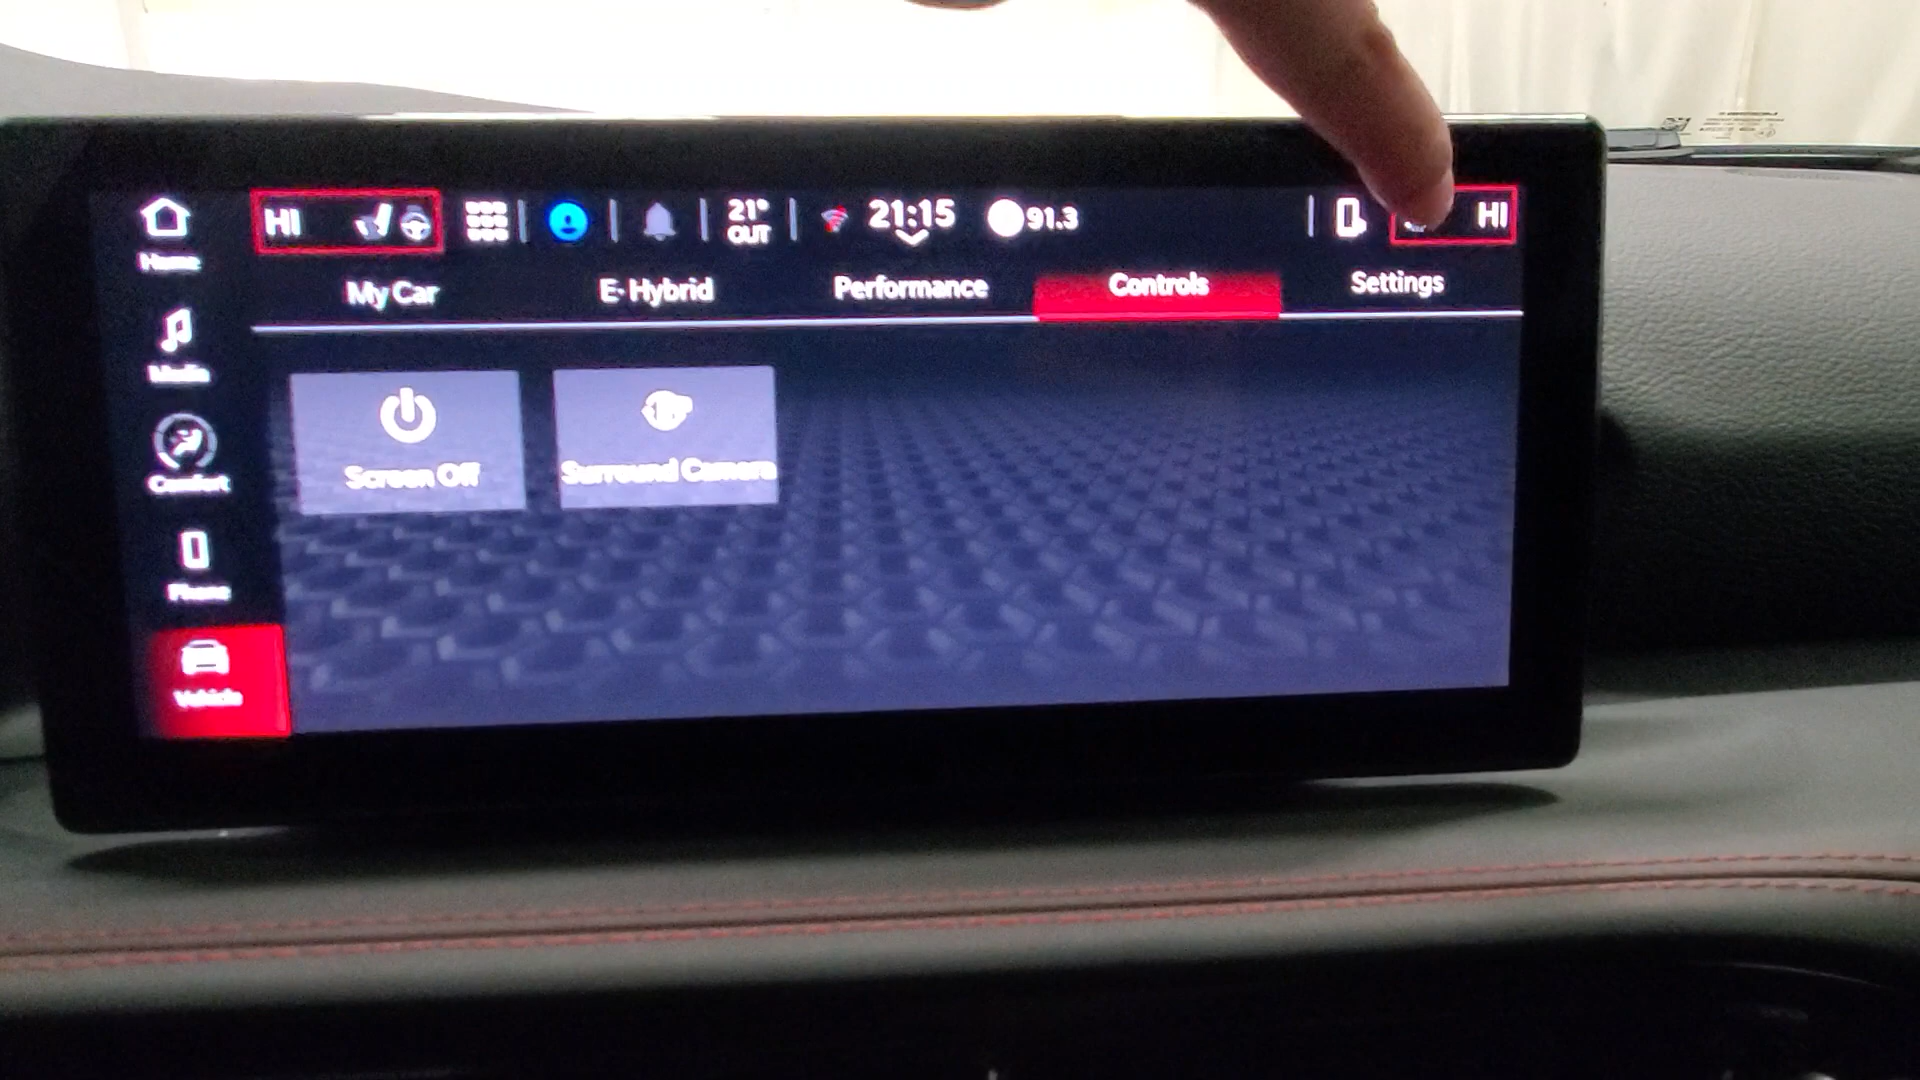 HI
21°
OUT
21:15
91.3
HI
Home
My Car
E-Hybrid
Performance
Controls
Settings
Media
Comfort
Phone
Vehicle
Screen Off
Surround Camera